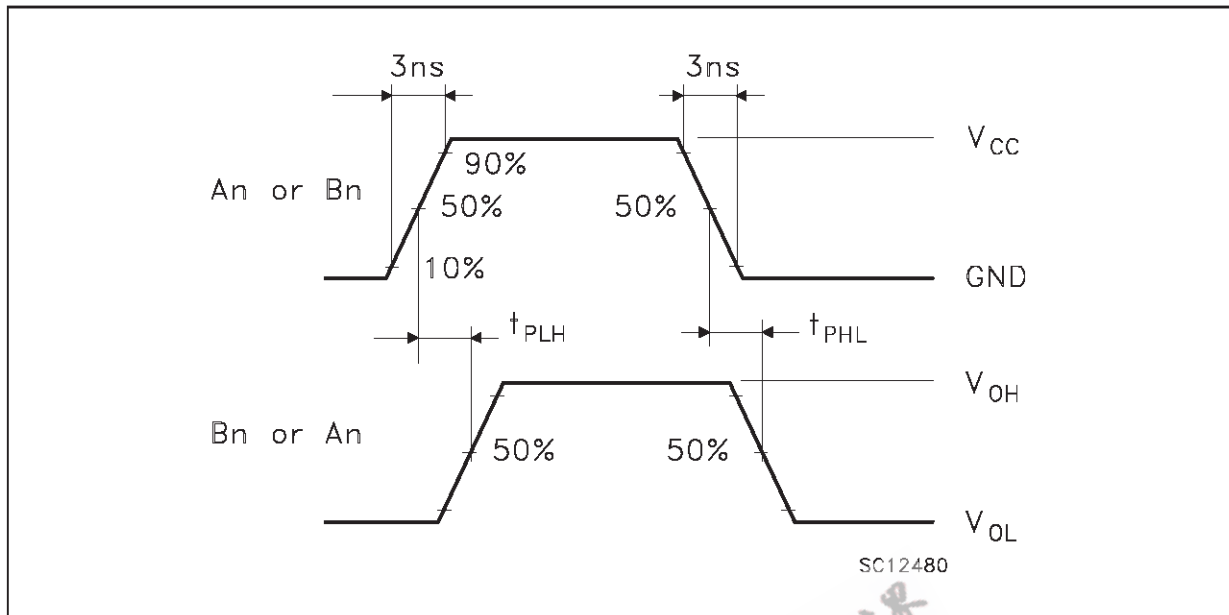 3ns 3ns
V_CC
90%
An or Bn 50% 50%
10% GND
t_PLH t_PHL
V_OH
Bn or An 50% 50%
V_OL
SC12480